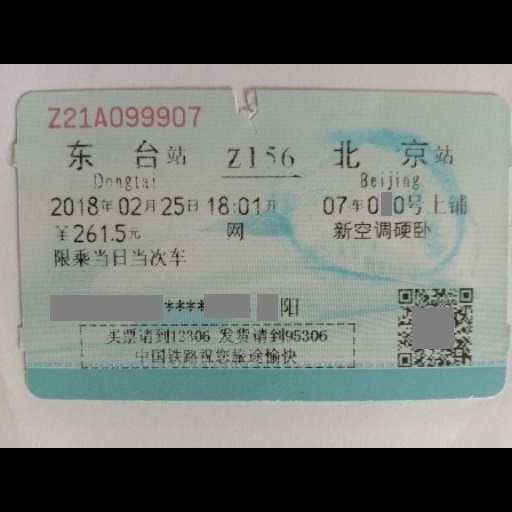 Z21A099907
东台站 Z156 北京站
Dongtai Beijing
2018年02月25日18:01开 07车0 0号上铺
￥261.5元 网 新空调硬卧
限乘当日当次车
**** 阳
买票请到12306 发货请到95306
中国铁路祝您旅途愉快